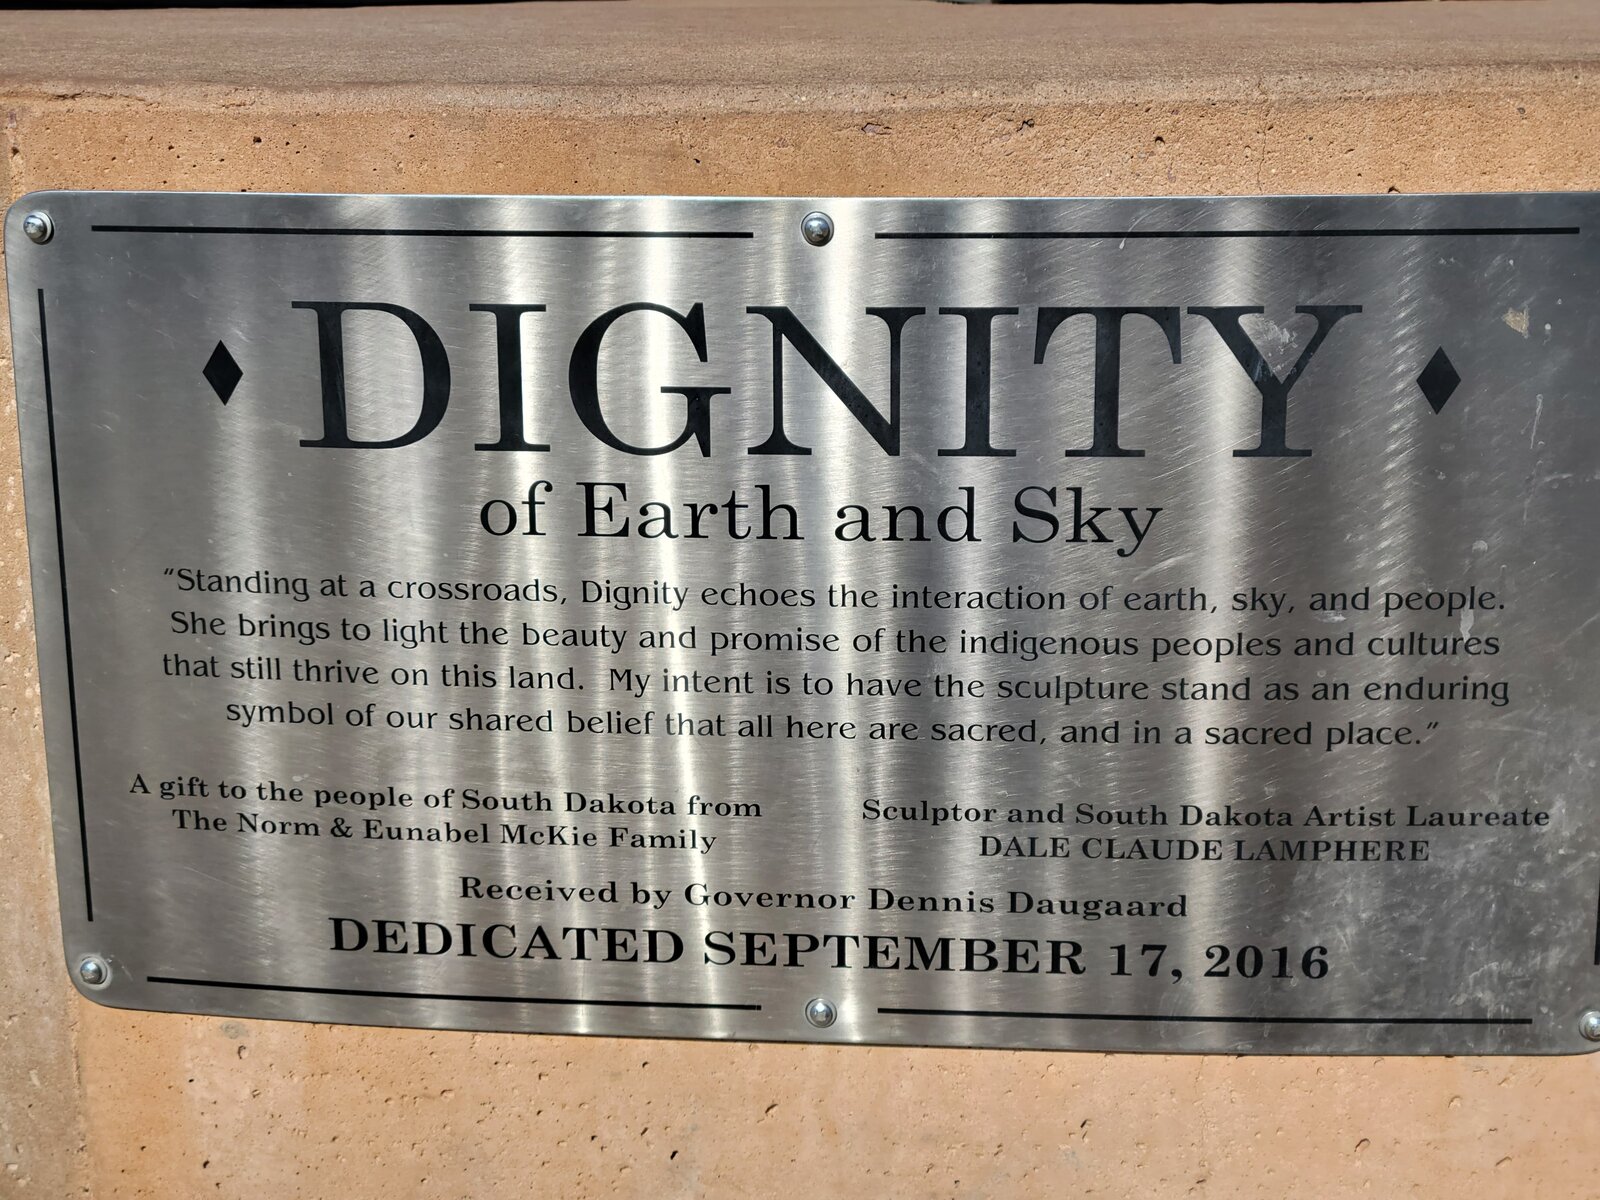 DIGNITY
of Earth and Sky
"Standing at a crossroads, Dignity echoes the interaction of earth, sky, and people.
She brings to light the beauty and promise of the indigenous peoples and cultures
that still thrive on this land. My intent is to have the sculpture stand as an enduring
symbol of our shared belief that all here are sacred, and in a sacred place."
A gift to the people of South Dakota from
The Norm & Eunabel McKie Family
Sculptor and South Dakota Artist Laureate
DALE CLAUDE LAMPHERE
Received by Governor Dennis Daugaard
DEDICATED SEPTEMBER 17, 2016